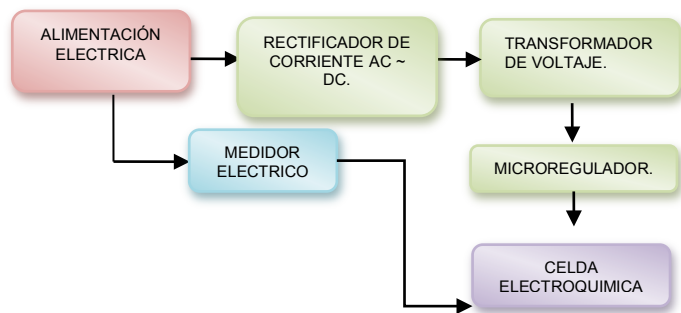 ALIMENTACIÓN
ELECTRICA
RECTIFICADOR DE
CORRIENTE AC ~
DC.
TRANSFORMADOR
DE VOLTAJE.
MEDIDOR
ELECTRICO
MICROREGULADOR.
CELDA
ELECTROQUIMICA